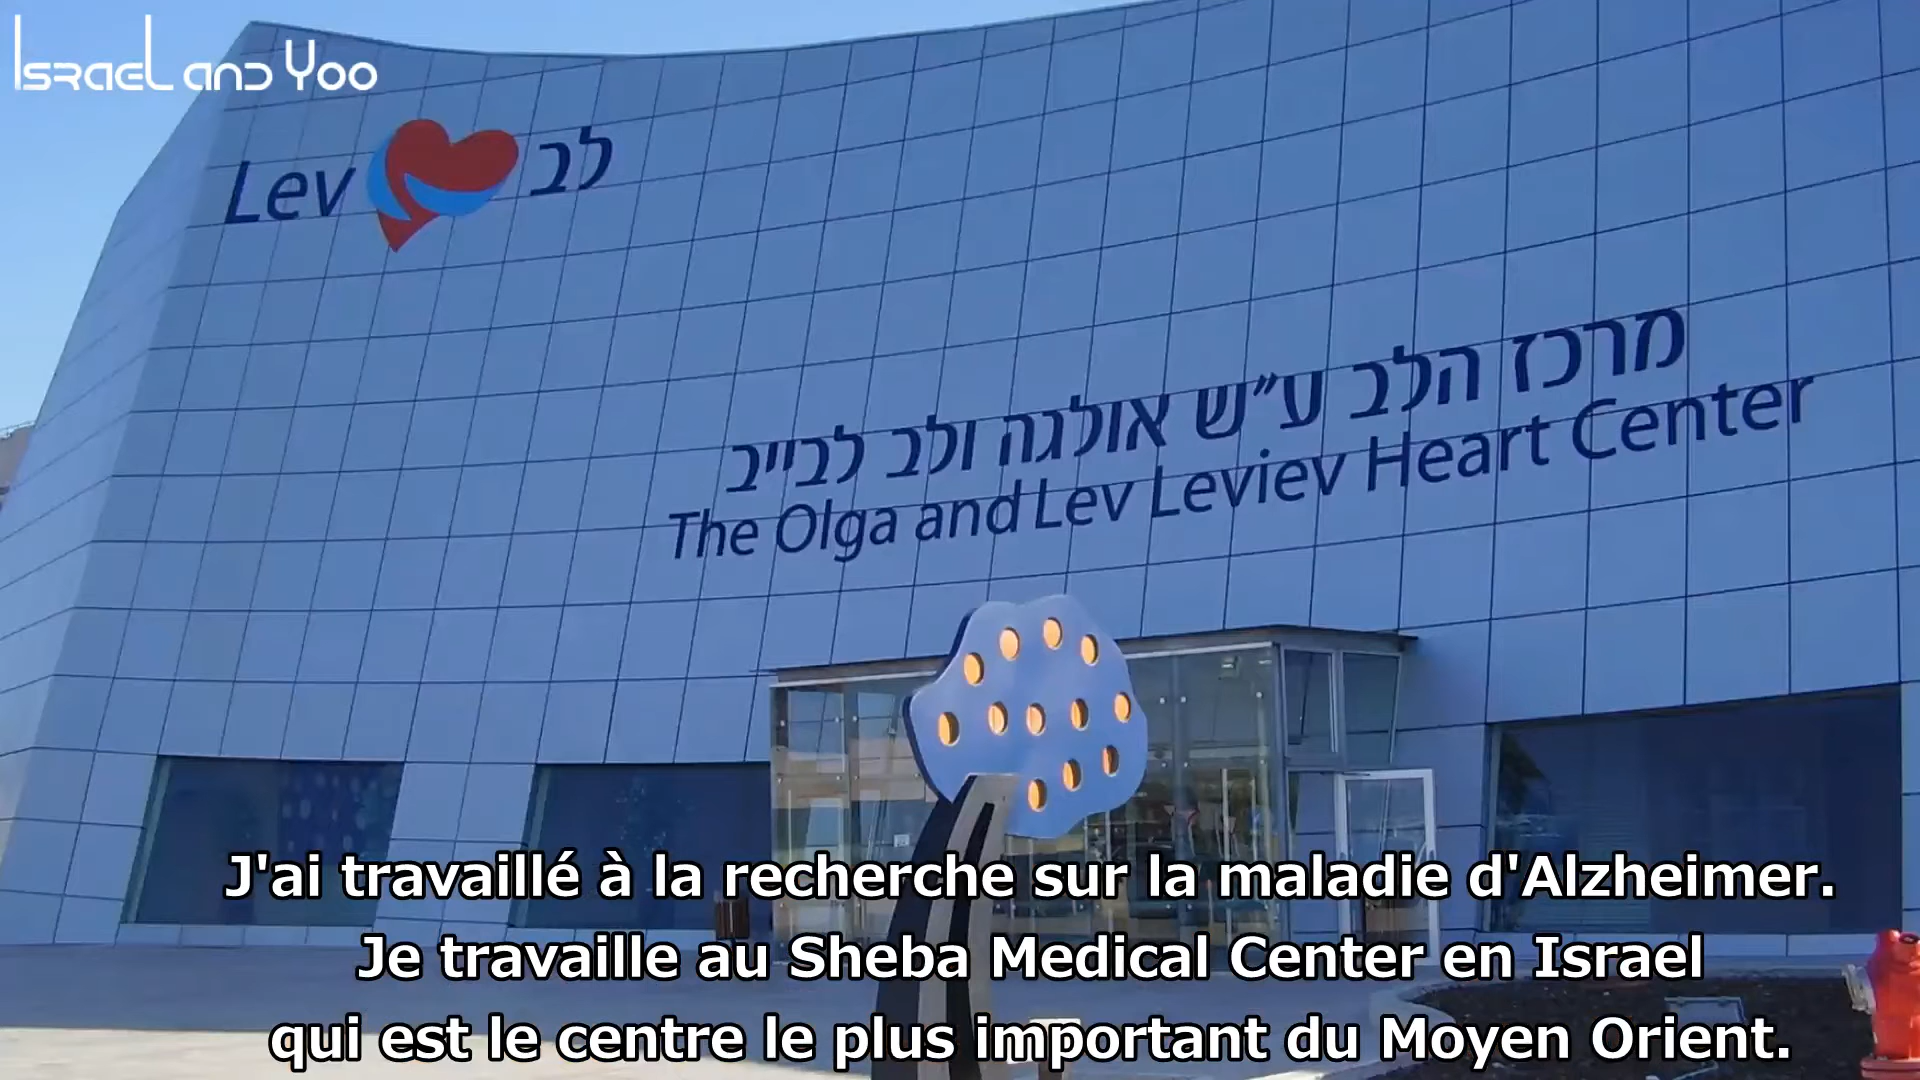 Israel and Yoo
Lev לב
מרכז הלב ע״ש אולגה ולב לבייב
The Olga and Lev Leviev Heart Center
J'ai travaillé à la recherche sur la maladie d'Alzheimer.
Je travaille au Sheba Medical Center en Israel
qui est le centre le plus important du Moyen Orient.